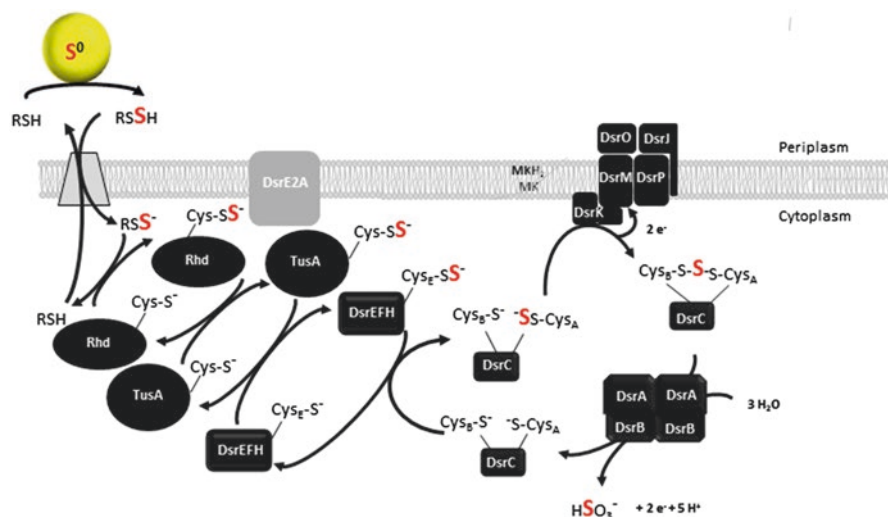 S⁰
RSH
RSSH
DsrO
DsrJ
Periplasm
DsrE2A
MKH₂
MK
DsrM
DsrP
DsrK
Cytoplasm
2 e⁻
RSS⁻
Cys-SS⁻
Rhd
TusA
Cys-SS⁻
CysE-SS⁻
DsrEFH
CysB-S-S-S-CysA
DsrC
RSH
Cys-S⁻
Rhd
CysB-S⁻ ⁻SS-CysA
DsrC
TusA
Cys-S⁻
DsrEFH
CysE-S⁻
CysB-S⁻ ⁻S-CysA
DsrC
DsrA DsrA
DsrB DsrB
3 H₂O
HSO₃⁻ + 2 e⁻ + 5 H⁺